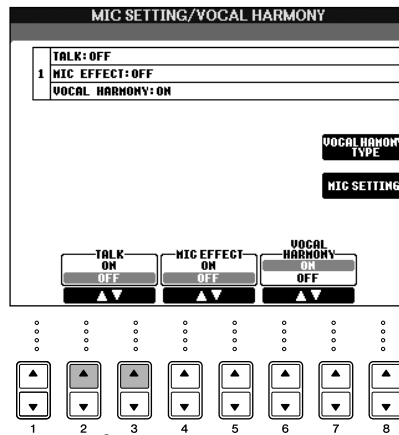 MIC SETTING/VOCAL HARMONY
TALK:OFF
1 MIC EFFECT:OFF
VOCAL HARMONY:ON
VOCAL HAMONY
TYPE
MIC SETTING
TALK MIC EFFECT VOCAL HARMONY
ON ON ON
OFF OFF OFF
1 2 3 4 5 6 7 8